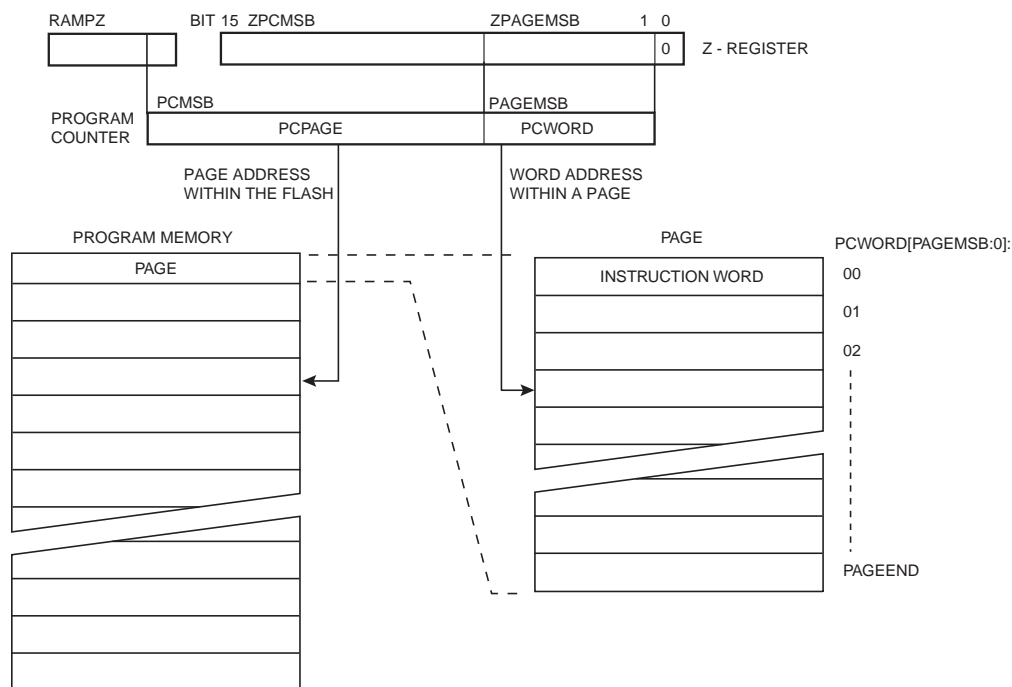 RAMPZ
BIT 15 ZPCMSB ZPAGEMSB 1 0
0 Z - REGISTER
PCMSB PAGEMSB
PROGRAM
COUNTER
PCPAGE PCWORD
PAGE ADDRESS
WITHIN THE FLASH
WORD ADDRESS
WITHIN A PAGE
PROGRAM MEMORY
PAGE
PAGE
PCWORD[PAGEMSB:0]:
INSTRUCTION WORD 00
01
02
PAGEEND